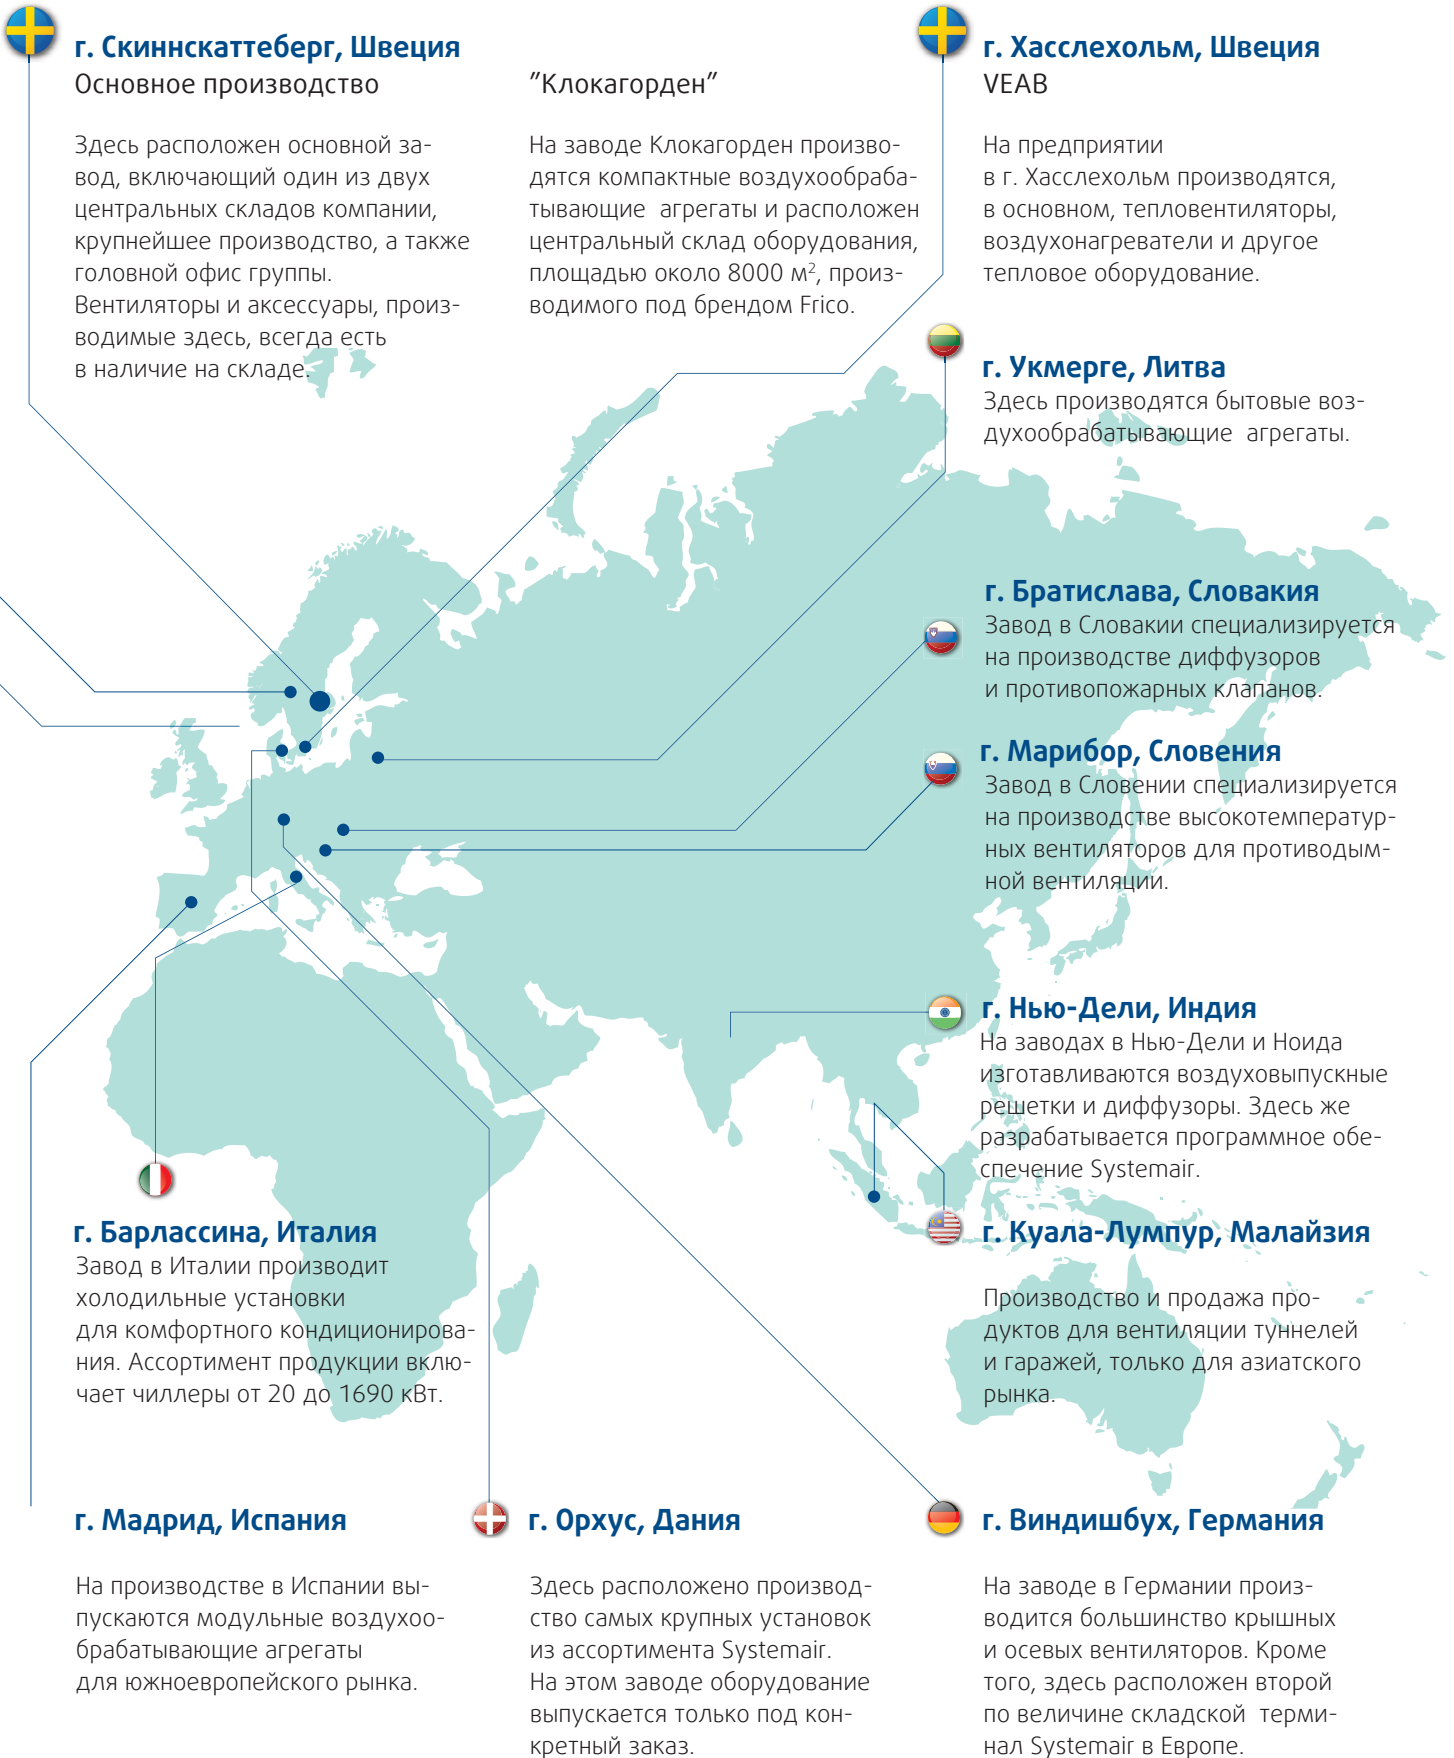 г. Скиннскаттеберг, Швеция
Основное производство
Здесь расположен основной за-
вод, включающий один из двух
центральных складов компании,
крупнейшее производство, а также
головной офис группы.
Вентиляторы и аксессуары, произ-
водимые здесь, всегда есть
в наличие на складе.
"Клокагорден"
На заводе Клокагорден произво-
дятся компактные воздухообраба-
тывающие агрегаты и расположен
центральный склад оборудования,
площадью около 8000 м², произ-
водимого под брендом Frico.
г. Хасслехольм, Швеция
VEAB
На предприятии
в г. Хасслехольм производятся,
в основном, тепловентиляторы,
воздухонагреватели и другое
тепловое оборудование.
г. Укмерге, Литва
Здесь производятся бытовые воз-
духообрабатывающие агрегаты.
г. Братислава, Словакия
Завод в Словакии специализируется
на производстве диффузоров
и противопожарных клапанов.
г. Марибор, Словения
Завод в Словении специализируется
на производстве высокотемператур-
ных вентиляторов для противодым-
ной вентиляции.
г. Нью-Дели, Индия
На заводах в Нью-Дели и Ноида
изготавливаются воздуховыпускные
решетки и диффузоры. Здесь же
разрабатывается программное обе-
спечение Systemair.
г. Куала-Лумпур, Малайзия
Производство и продажа про-
дуктов для вентиляции туннелей
и гаражей, только для азиатского
рынка.
г. Барлассина, Италия
Завод в Италии производит
холодильные установки
для комфортного кондиционирова-
ния. Ассортимент продукции вклю-
чает чиллеры от 20 до 1690 кВт.
г. Мадрид, Испания
На производстве в Испании вы-
пускаются модульные воздухоо-
брабатывающие агрегаты
для южноевропейского рынка.
г. Орхус, Дания
Здесь расположено производ-
ство самых крупных установок
из ассортимента Systemair.
На этом заводе оборудование
выпускается только под кон-
кретный заказ.
г. Виндишбух, Германия
На заводе в Германии произ-
водится большинство крышных
и осевых вентиляторов. Кроме
того, здесь расположен второй
по величине складской терми-
нал Systemair в Европе.